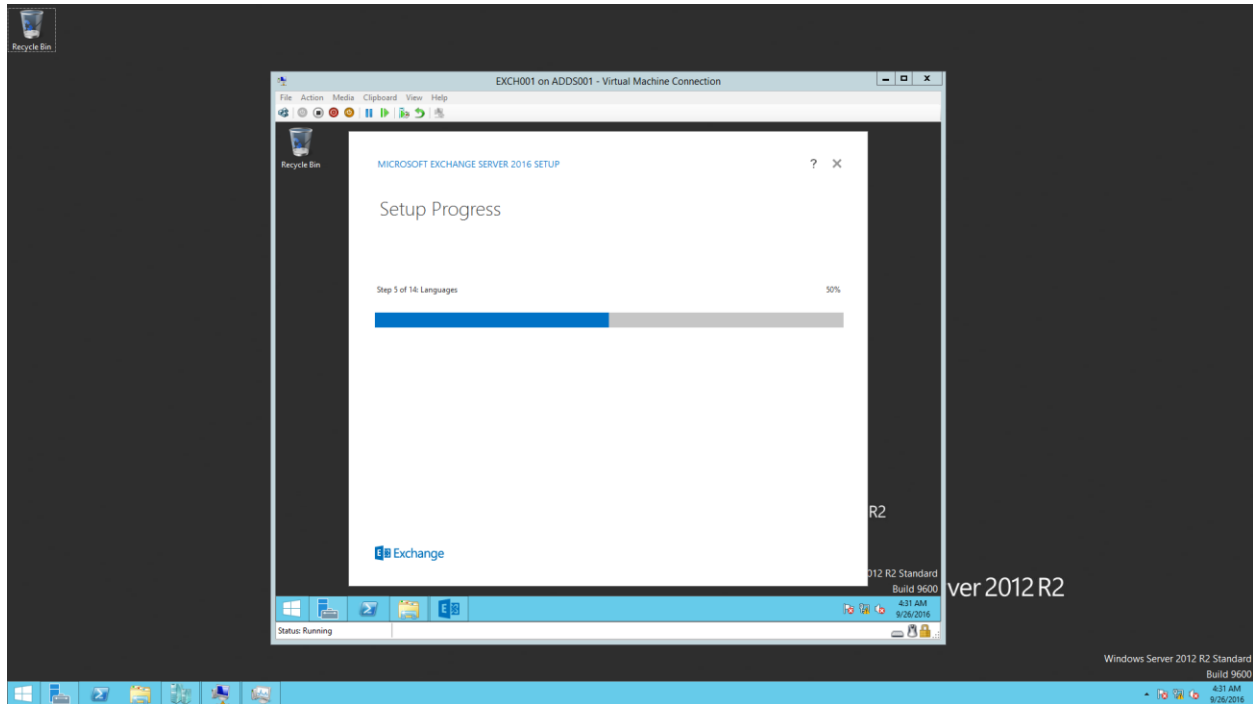 Recycle Bin
EXCH001 on ADDS001 - Virtual Machine Connection
File Action Media Clipboard View Help
Recycle Bin
MICROSOFT EXCHANGE SERVER 2016 SETUP
? ×
Setup Progress
Step 5 of 14: Languages 50%
R2
Exchange
012 R2 Standard
Build 9600
ver 2012 R2
4:31 AM
9/26/2016
Status: Running
Windows Server 2012 R2 Standard
Build 9600
4:31 AM
9/26/2016